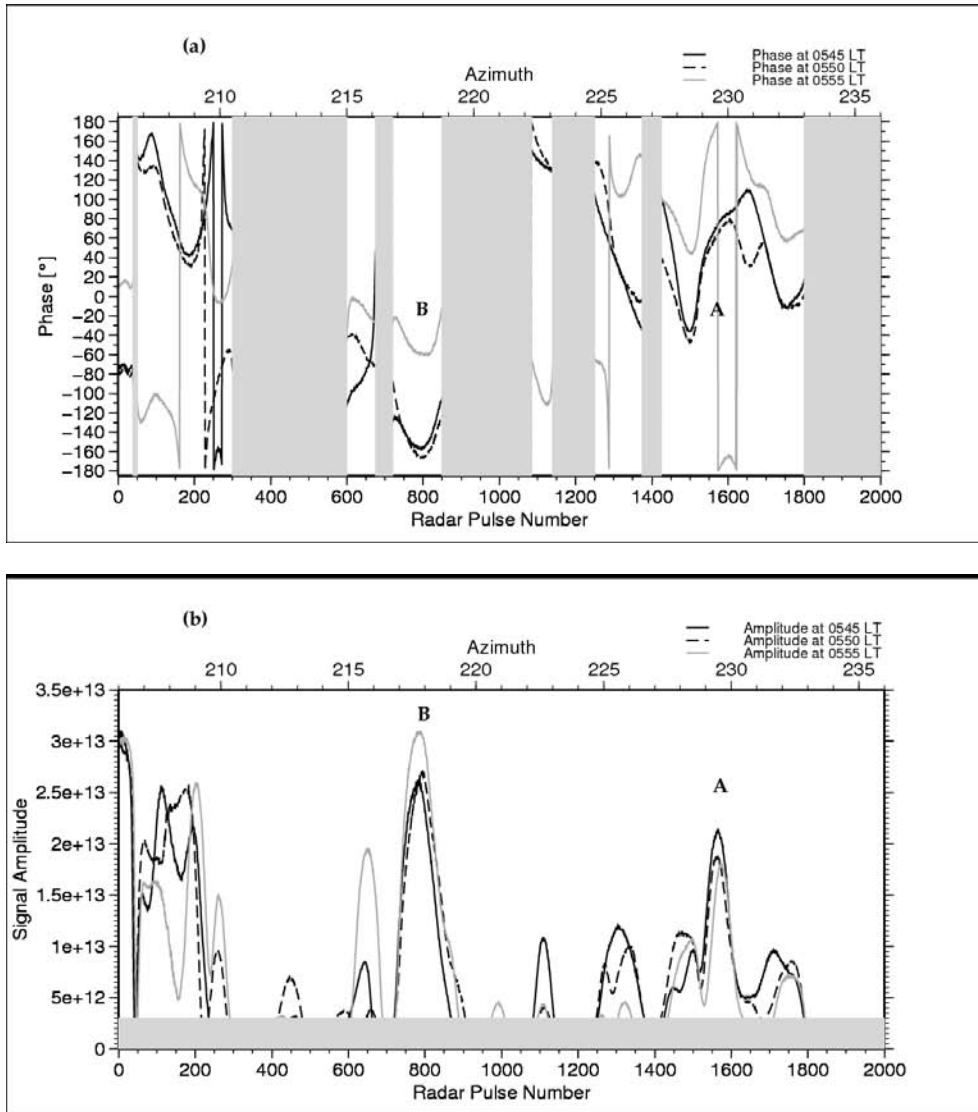 (a)
Phase at 0545 LT
Phase at 0550 LT
Phase at 0555 LT
Azimuth
210 215 220 225 230 235
Phase [°]
180
160
140
120
100
80
60
40
20
0
−20
−40
−60
−80
−100
−120
−140
−160
−180
B
A
0 200 400 600 800 1000 1200 1400 1600 1800 2000
Radar Pulse Number
(b)
Amplitude at 0545 LT
Amplitude at 0550 LT
Amplitude at 0555 LT
Azimuth
210 215 220 225 230 235
Signal Amplitude
3.5e+13
3e+13
2.5e+13
2e+13
1.5e+13
1e+13
5e+12
0
B
A
0 200 400 600 800 1000 1200 1400 1600 1800 2000
Radar Pulse Number